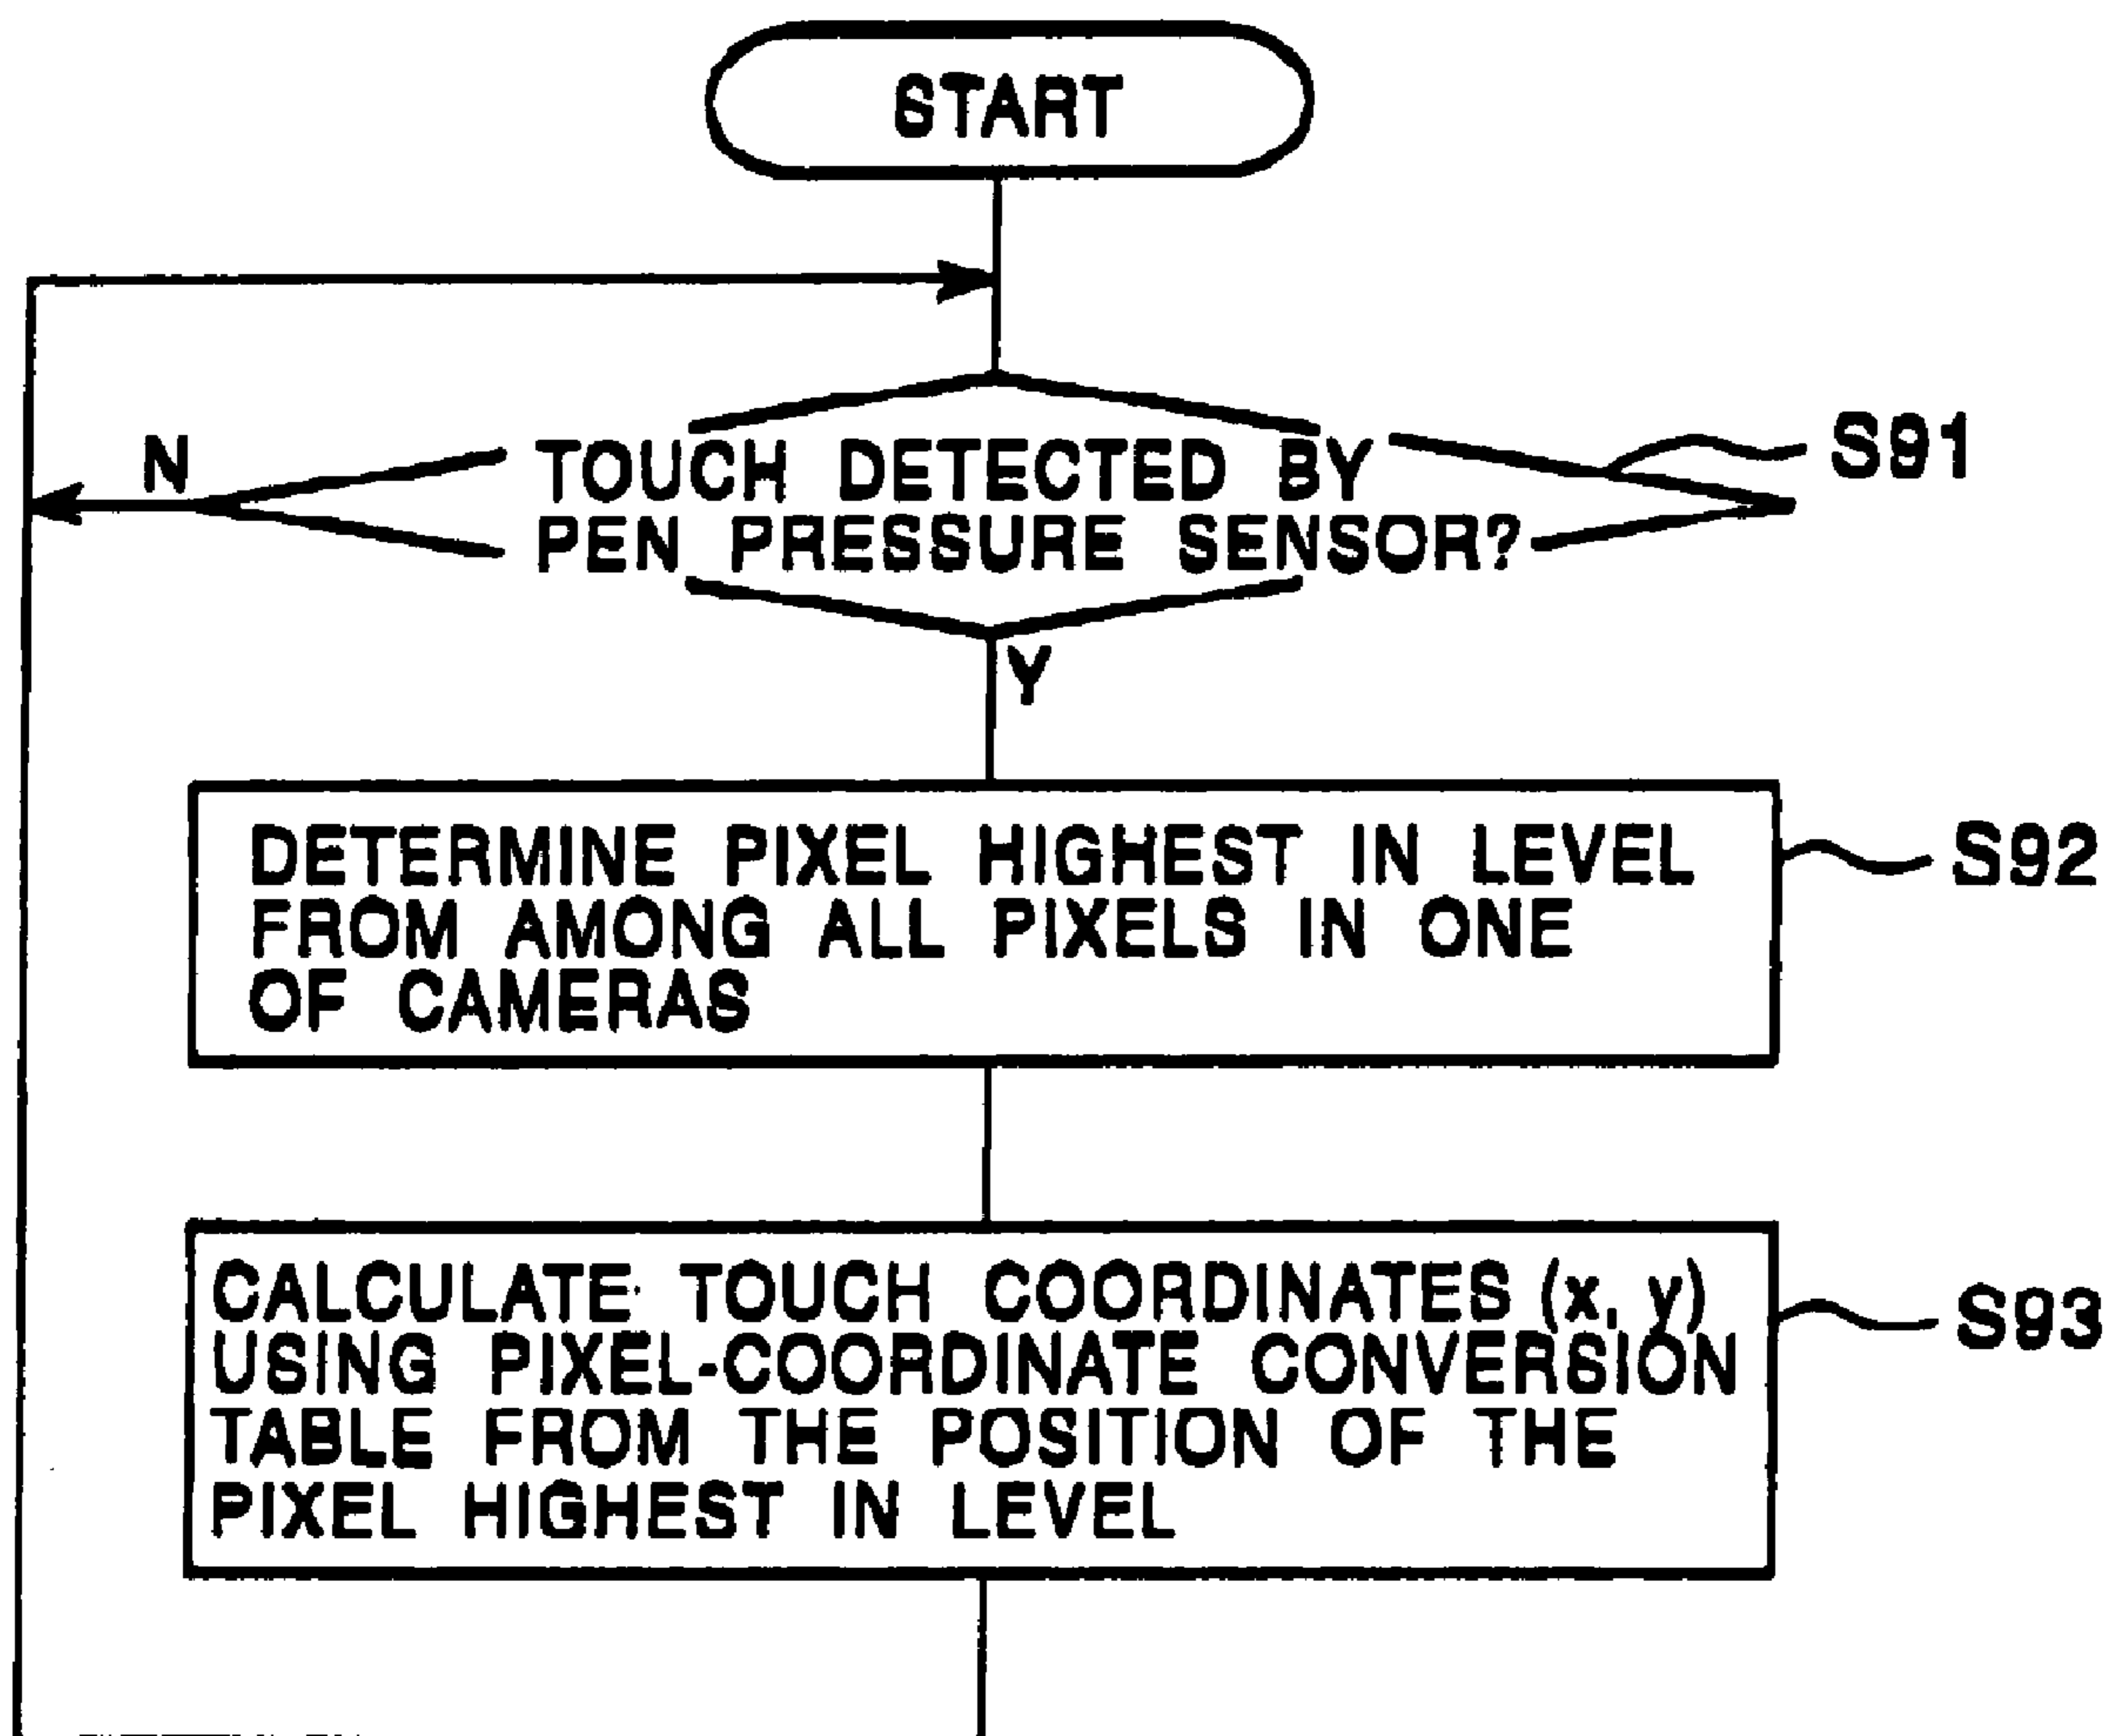 START
N
TOUCH DETECTED BY
PEN PRESSURE SENSOR?
S91
Y
DETERMINE PIXEL HIGHEST IN LEVEL
FROM AMONG ALL PIXELS IN ONE
OF CAMERAS
S92
CALCULATE TOUCH COORDINATES (x, y)
USING PIXEL-COORDINATE CONVERSION
TABLE FROM THE POSITION OF THE
PIXEL HIGHEST IN LEVEL
S93